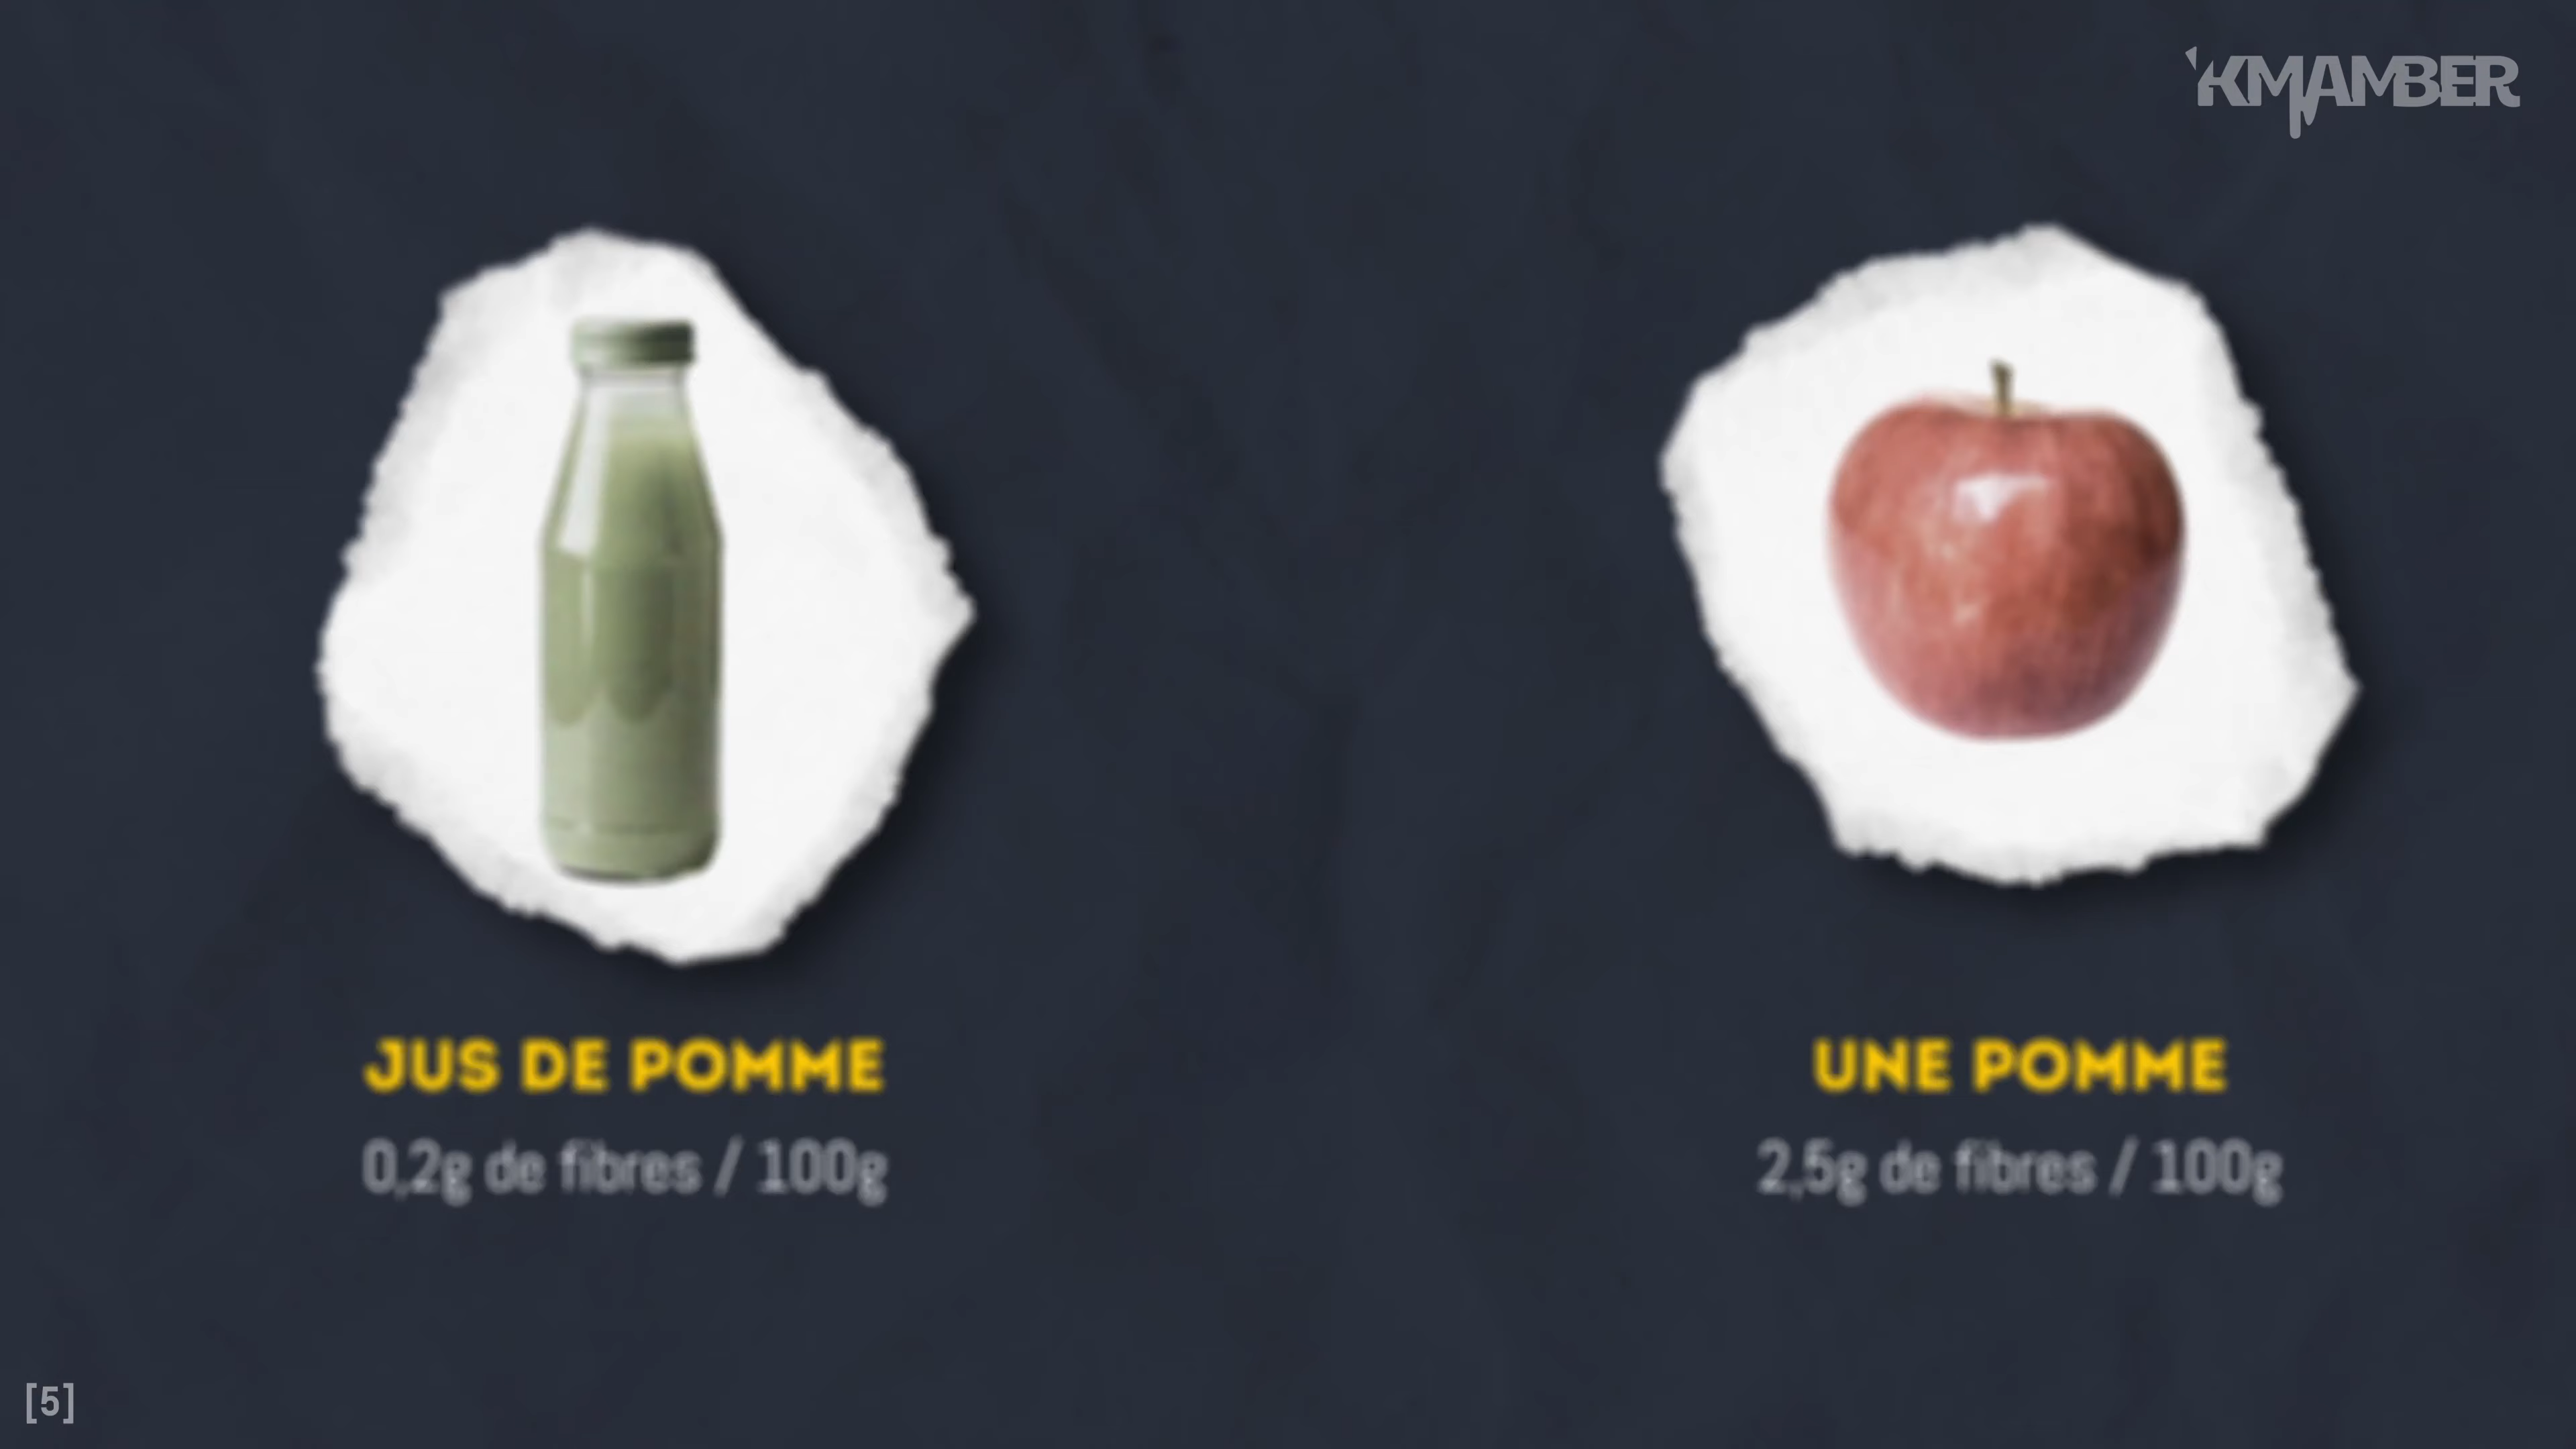 KMAMBER
JUS DE POMME
0,2g de fibres / 100g
UNE POMME
2,5g de fibres / 100g
[5]